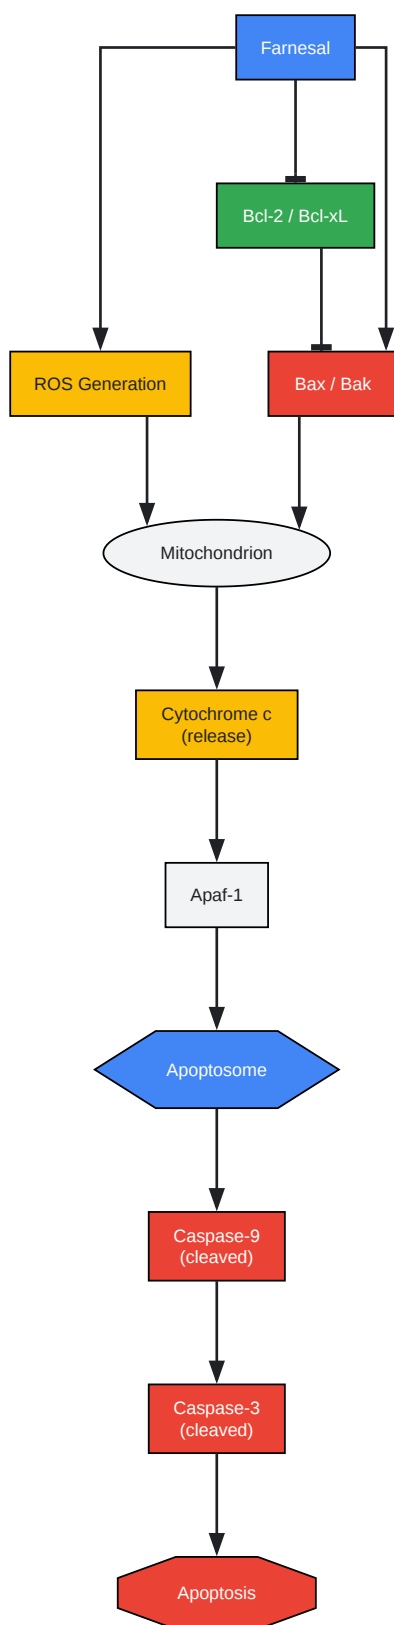 Farnesal
Bcl-2 / Bcl-xL
ROS Generation
Bax / Bak
Mitochondrion
Cytochrome c
(release)
Apaf-1
Apoptosome
Caspase-9
(cleaved)
Caspase-3
(cleaved)
Apoptosis